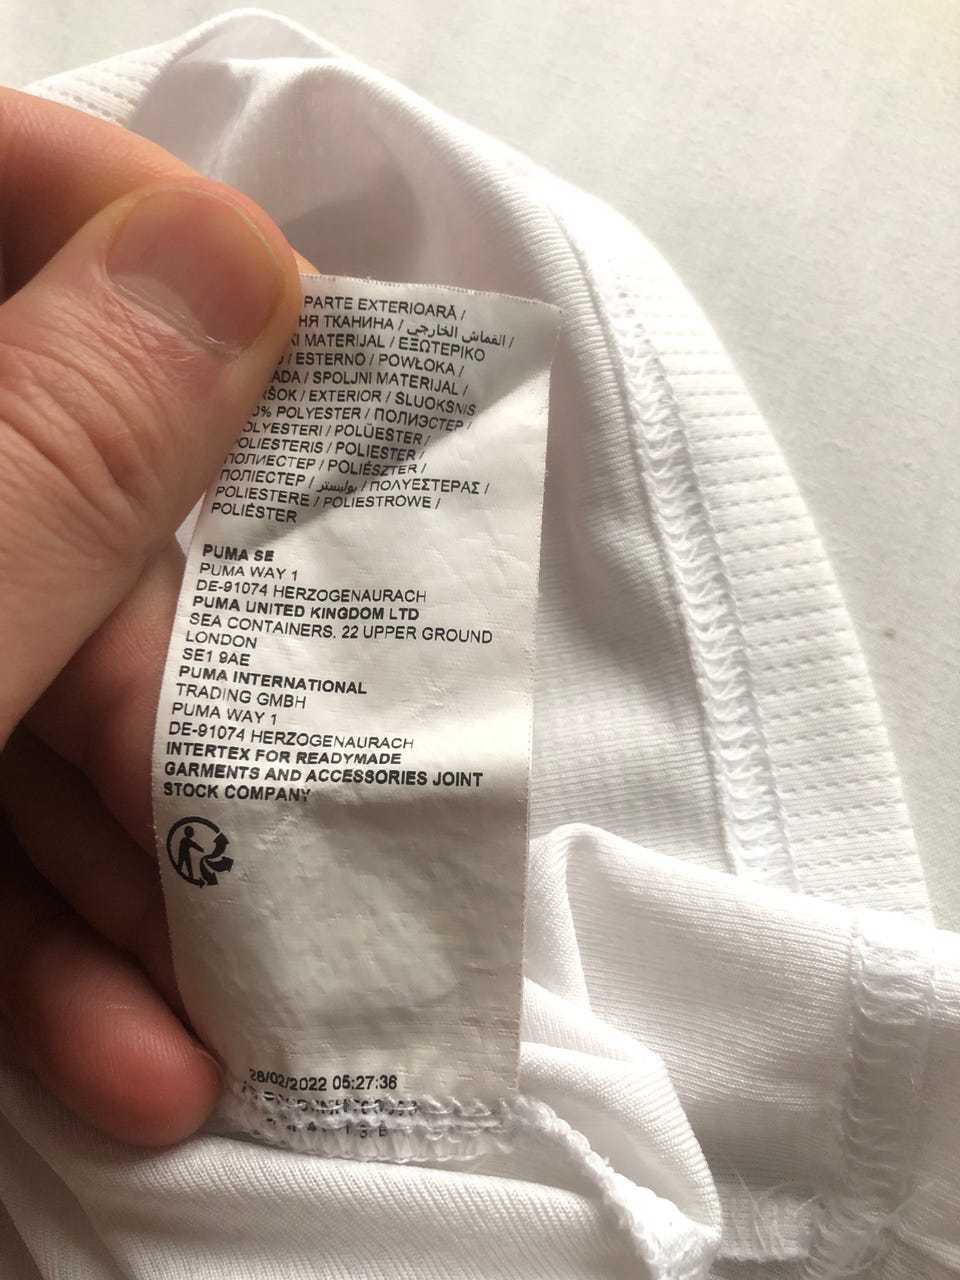 PARTE EXTERIOARĂ /
ТКАНИНА / القماش الخارجي /
MATERIJAL / ΕΞΩΤΕΡΙΚΟ
/ ESTERNO / POWŁOKA /
/ SPOLJNI MATERIJAL /
/ EXTERIOR / SLUOKSNIS
POLYESTER / ПОЛИЭСТЕР /
POLÜESTER /
POLIESTERIS / POLIESTER /
ПОЛИЕСТЕР / POLIÉSZTER /
ПОЛІЕСТЕР / بوليستر / ΠΟΛΥΕΣΤΕΡΑΣ /
POLIESTERE / POLIESTROWE /
POLIÉSTER
PUMA SE
PUMA WAY 1
DE-91074 HERZOGENAURACH
PUMA UNITED KINGDOM LTD
SEA CONTAINERS, 22 UPPER GROUND
LONDON
SE1 9AE
PUMA INTERNATIONAL
TRADING GMBH
PUMA WAY 1
DE-91074 HERZOGENAURACH
INTERTEX FOR READYMADE
GARMENTS AND ACCESSORIES JOINT
STOCK COMPANY
28/02/2022 05:27:36